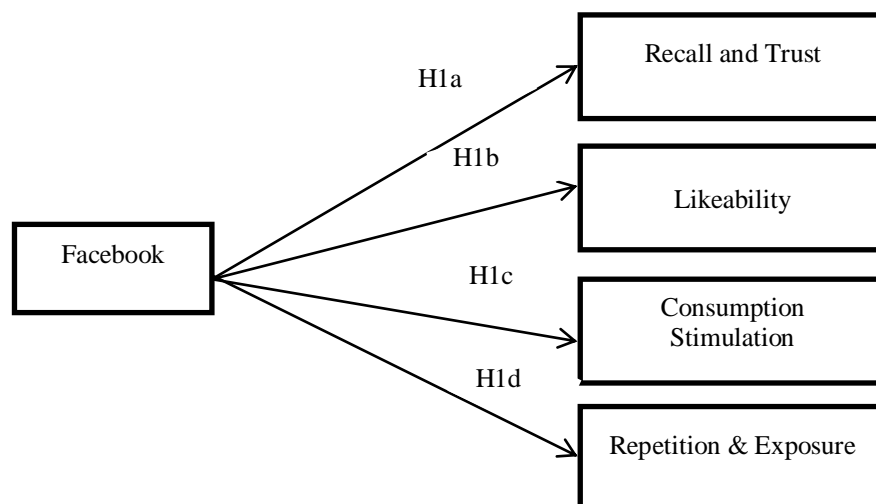 Recall and Trust
H1a
H1b
Likeability
Facebook
H1c
Consumption
Stimulation
H1d
Repetition & Exposure